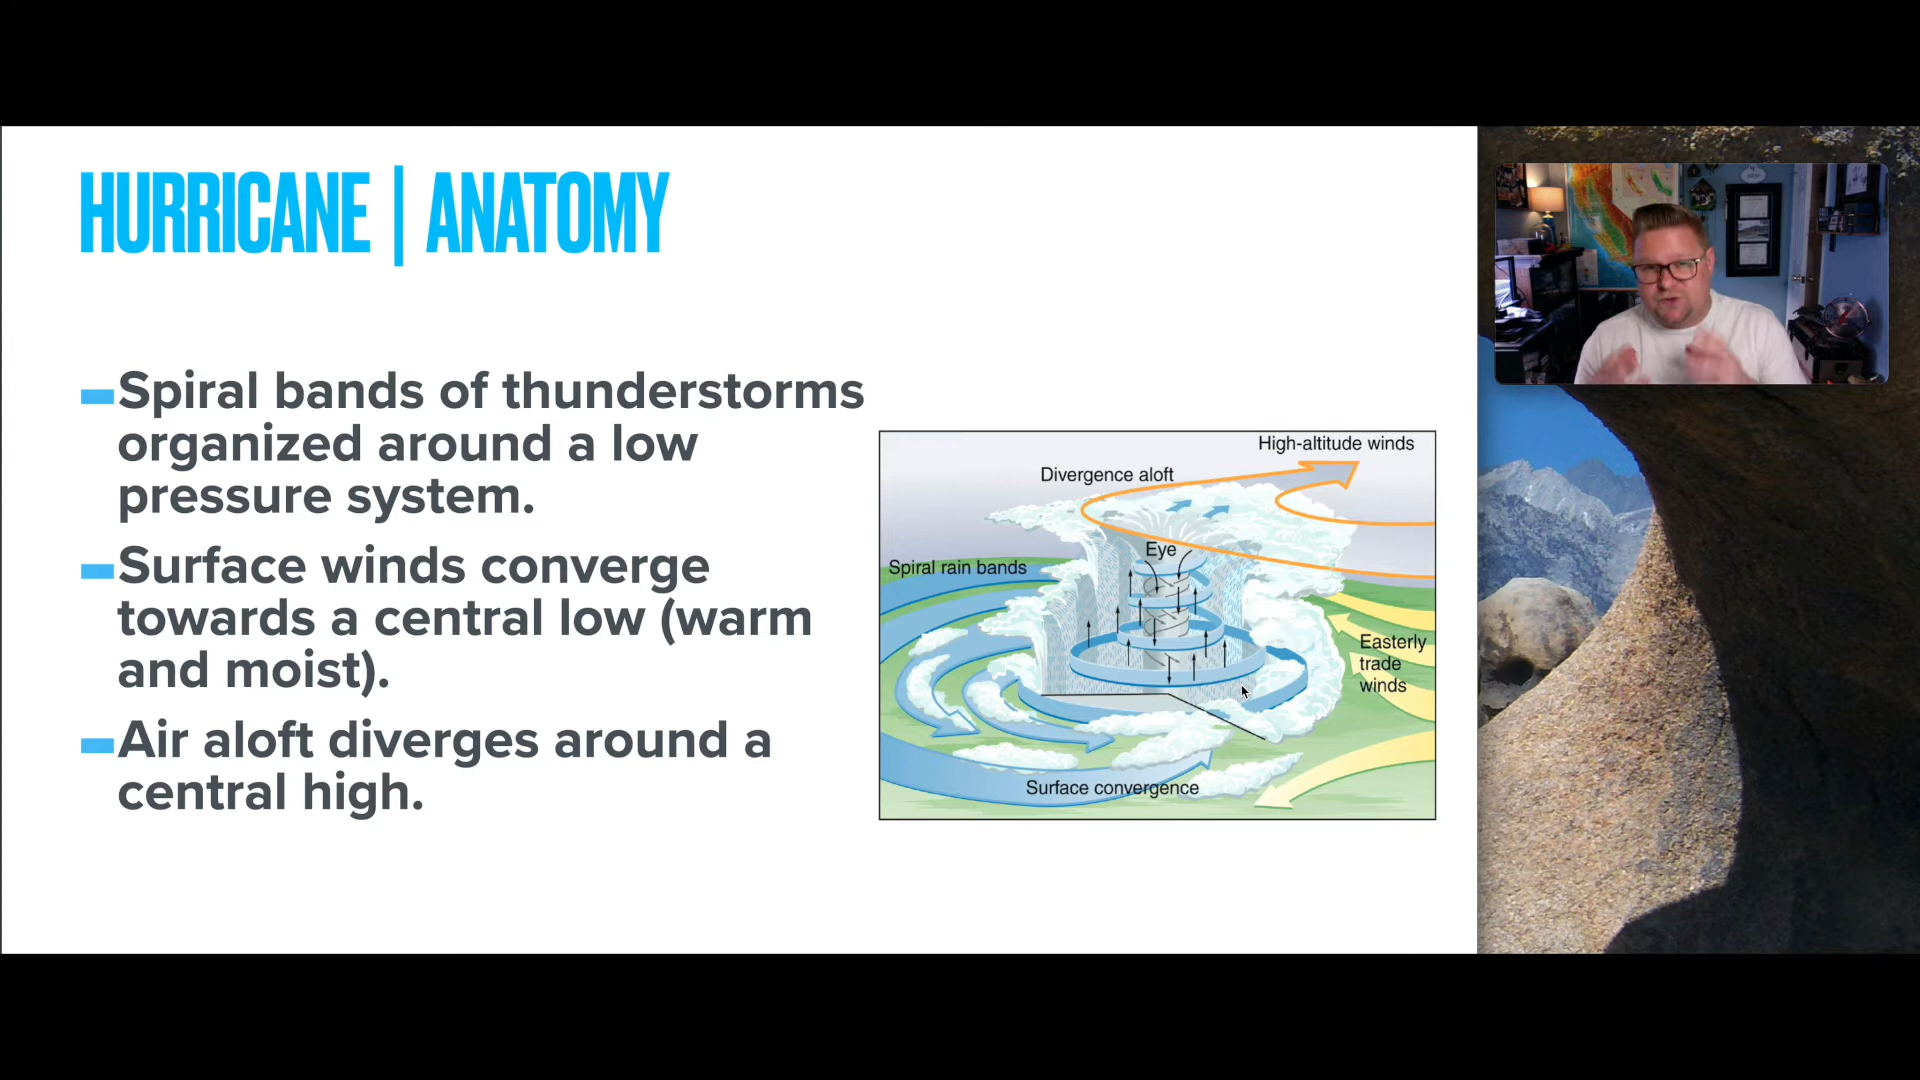 HURRICANE | ANATOMY
Spiral bands of thunderstorms
organized around a low
pressure system.
Surface winds converge
towards a central low (warm
and moist).
Air aloft diverges around a
central high.
High-altitude winds
Divergence aloft
Eye
Spiral rain bands
Easterly
trade
winds
Surface convergence